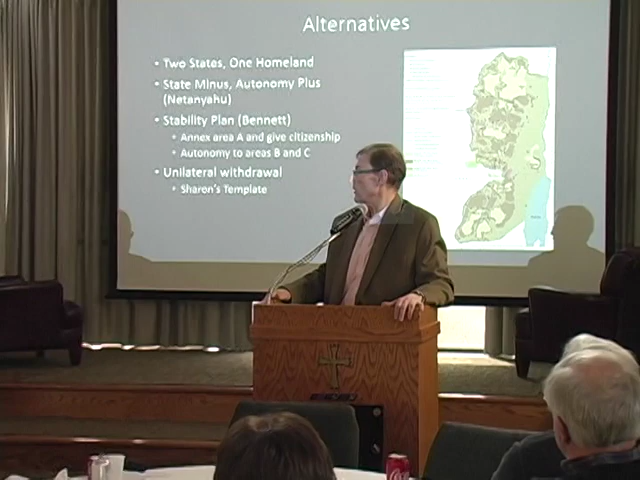 Alternatives
• Two States, One Homeland
• State Minus, Autonomy Plus
(Netanyahu)
• Stability Plan (Bennett)
• Annex area A and give citizenship
• Autonomy to areas B and C
• Unilateral withdrawal
• Sharon's Template